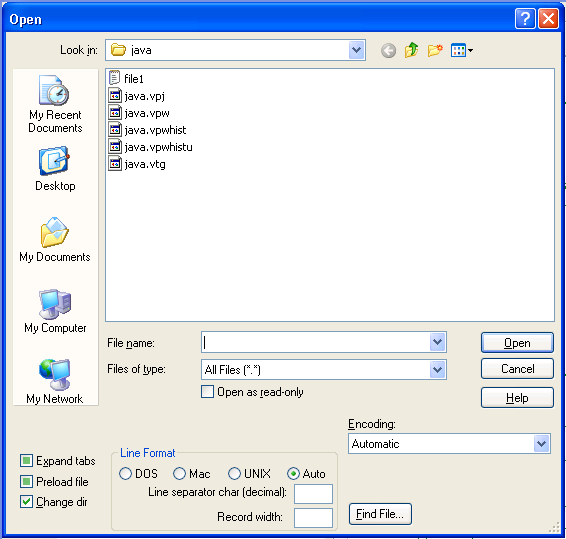 Open
Look in: java
My Recent
Documents
Desktop
My Documents
My Computer
My Network
file1
java.vpj
java.vpw
java.vpwhist
java.vpwhistu
java.vtg
File name:
Open
Files of type: All Files (*.*)
Cancel
Open as read-only
Help
Encoding:
Automatic
Expand tabs
Preload file
Change dir
Line Format
DOS Mac UNIX Auto
Line separator char (decimal):
Record width:
Find File...